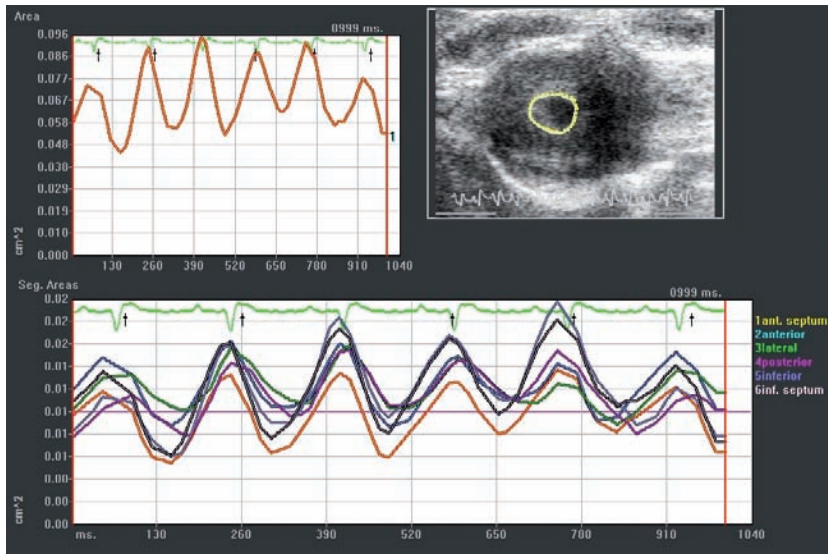 Area
0999 ms.
0.096
0.086
0.077
0.067
0.058
0.048
0.038
0.029
0.019
0.010
0.000
cm^2
1
130 260 390 520 650 780 910 1040
Seg. Areas
0999 ms.
0.02
0.02
0.02
0.01
0.01
0.01
0.01
0.01
0.00
0.00
0.00
cm^2
ms. 130 260 390 520 650 780 910 1040
1ant. septum
2anterior
3lateral
4posterior
5inferior
6inf. septum